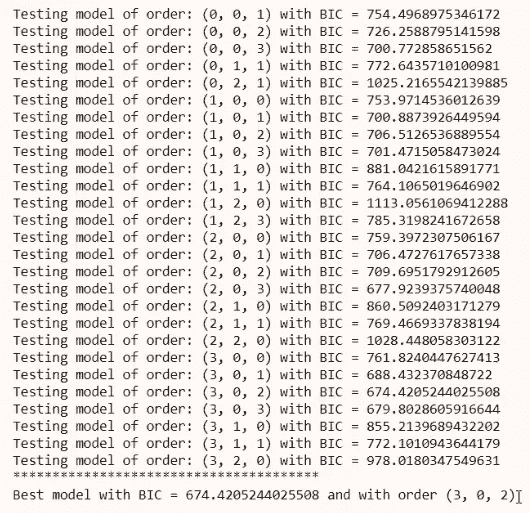 Testing model of order: (0, 0, 1) with BIC = 754.4968975346172
Testing model of order: (0, 0, 2) with BIC = 726.2588795141598
Testing model of order: (0, 0, 3) with BIC = 700.772858651562
Testing model of order: (0, 1, 1) with BIC = 772.6435710100981
Testing model of order: (0, 2, 1) with BIC = 1025.2165542139885
Testing model of order: (1, 0, 0) with BIC = 753.9714536012639
Testing model of order: (1, 0, 1) with BIC = 700.8873926449594
Testing model of order: (1, 0, 2) with BIC = 706.5126536889554
Testing model of order: (1, 0, 3) with BIC = 701.4715058473024
Testing model of order: (1, 1, 0) with BIC = 881.0421615891771
Testing model of order: (1, 1, 1) with BIC = 764.1065019646902
Testing model of order: (1, 2, 0) with BIC = 1113.0561069412288
Testing model of order: (1, 2, 3) with BIC = 785.3198241672658
Testing model of order: (2, 0, 0) with BIC = 759.3972307506167
Testing model of order: (2, 0, 1) with BIC = 706.4727617657338
Testing model of order: (2, 0, 2) with BIC = 709.6951792912605
Testing model of order: (2, 0, 3) with BIC = 677.9239375740048
Testing model of order: (2, 1, 0) with BIC = 860.5092403171279
Testing model of order: (2, 1, 1) with BIC = 769.4669337838194
Testing model of order: (2, 2, 0) with BIC = 1028.448058303122
Testing model of order: (3, 0, 0) with BIC = 761.8240447627413
Testing model of order: (3, 0, 1) with BIC = 688.432370848722
Testing model of order: (3, 0, 2) with BIC = 674.4205244025508
Testing model of order: (3, 0, 3) with BIC = 679.8028605916644
Testing model of order: (3, 1, 0) with BIC = 855.2139689432202
Testing model of order: (3, 1, 1) with BIC = 772.1010943644179
Testing model of order: (3, 2, 0) with BIC = 978.0180347549631
***************************************
Best model with BIC = 674.4205244025508 and with order (3, 0, 2)